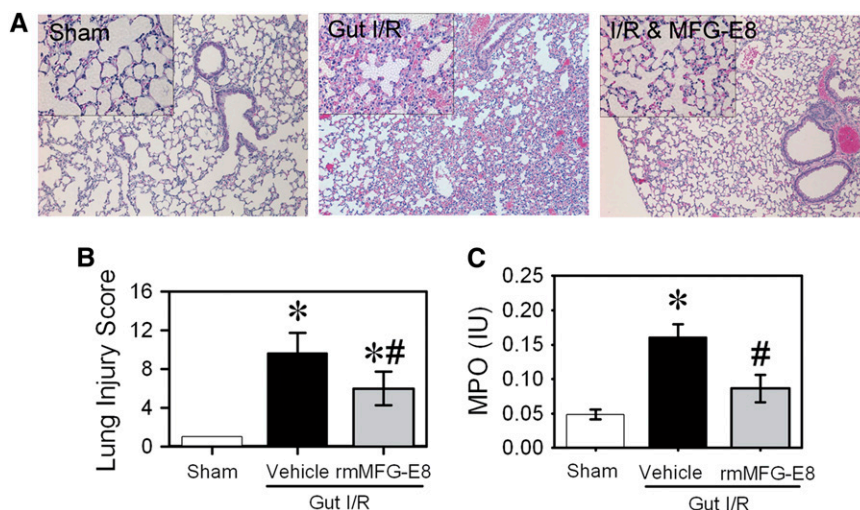 A
Sham
Gut I/R
I/R & MFG-E8
B
Lung Injury Score
16
12
8
4
0
*
*#
Sham
Vehicle
rmMFG-E8
Gut I/R
C
MPO (IU)
0.25
0.20
0.15
0.10
0.05
0.00
*
#
Sham
Vehicle
rmMFG-E8
Gut I/R